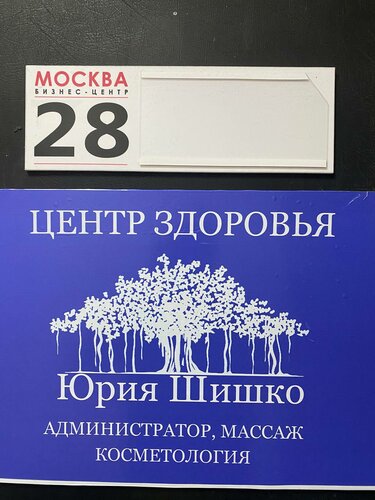 МОСКВА
БИЗНЕС-ЦЕНТР
28
ЦЕНТР ЗДОРОВЬЯ
Юрия Шишко
АДМИНИСТРАТОР, МАССАЖ
КОСМЕТОЛОГИЯ